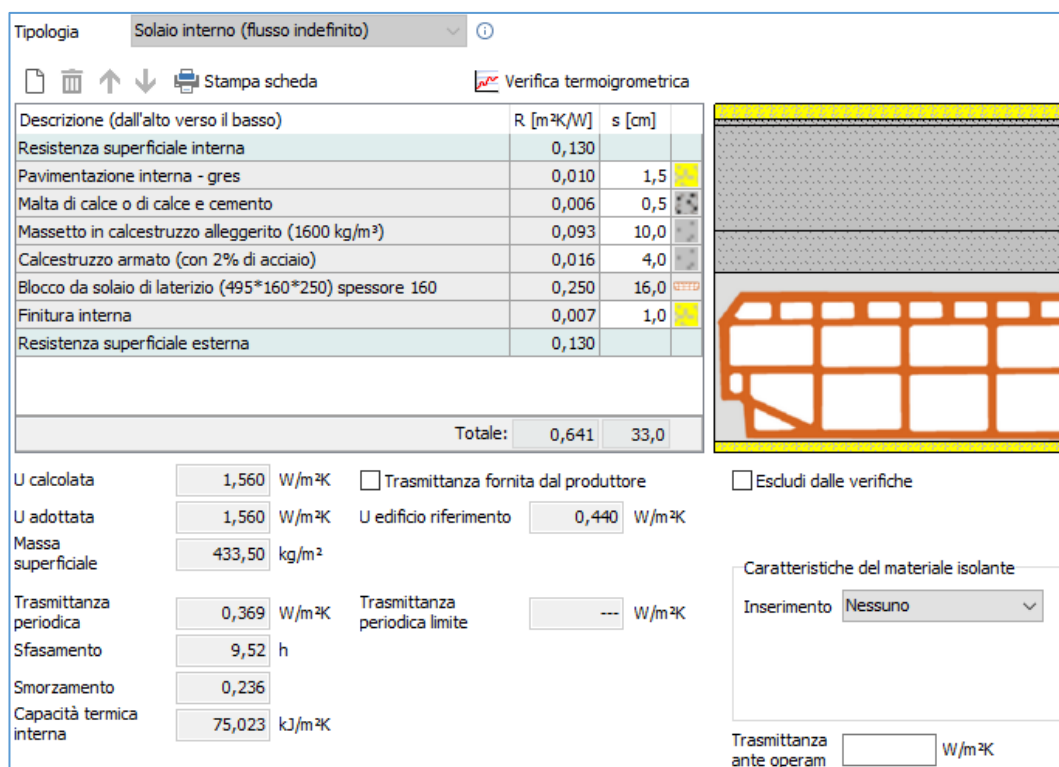 Tipologia Solaio interno (flusso indefinito)
Stampa scheda Verifica termoigrometrica
Descrizione (dall'alto verso il basso) R [m²K/W] s [cm]
Resistenza superficiale interna 0,130
Pavimentazione interna - gres 0,010 1,5
Malta di calce o di calce e cemento 0,006 0,5
Massetto in calcestruzzo alleggerito (1600 kg/m³) 0,093 10,0
Calcestruzzo armato (con 2% di acciaio) 0,016 4,0
Blocco da solaio di laterizio (495*160*250) spessore 160 0,250 16,0
Finitura interna 0,007 1,0
Resistenza superficiale esterna 0,130
Totale: 0,641 33,0
U calcolata 1,560 W/m²K Trasmittanza fornita dal produttore Escludi dalle verifiche
U adottata 1,560 W/m²K U edificio riferimento 0,440 W/m²K
Massa
superficiale 433,50 kg/m²
Caratteristiche del materiale isolante
Inserimento Nessuno
Trasmittanza
periodica 0,369 W/m²K
Trasmittanza
periodica limite --- W/m²K
Sfasamento 9,52 h
Smorzamento 0,236
Capacità termica
interna 75,023 kJ/m²K
Trasmittanza
ante operam W/m²K